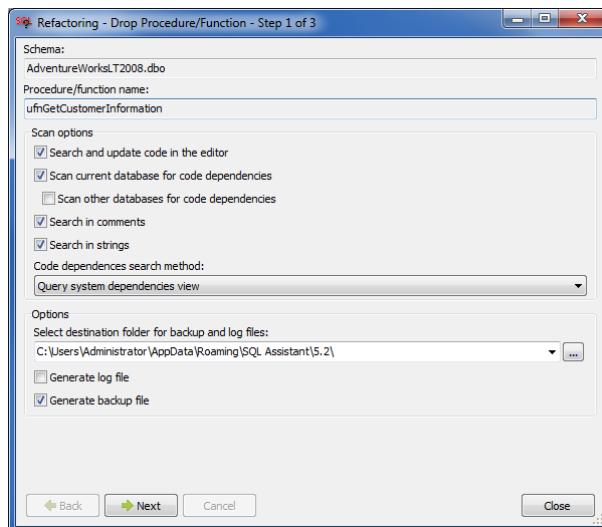 SQL Refactoring - Drop Procedure/Function - Step 1 of 3
Schema:
AdventureWorksLT2008.dbo
Procedure/function name:
ufnGetCustomerInformation
Scan options
Search and update code in the editor
Scan current database for code dependencies
Scan other databases for code dependencies
Search in comments
Search in strings
Code dependences search method:
Query system dependencies view
Options
Select destination folder for backup and log files:
C:\Users\Administrator\AppData\Roaming\SQL Assistant\5.2\
...
Generate log file
Generate backup file
Back Next Cancel Close